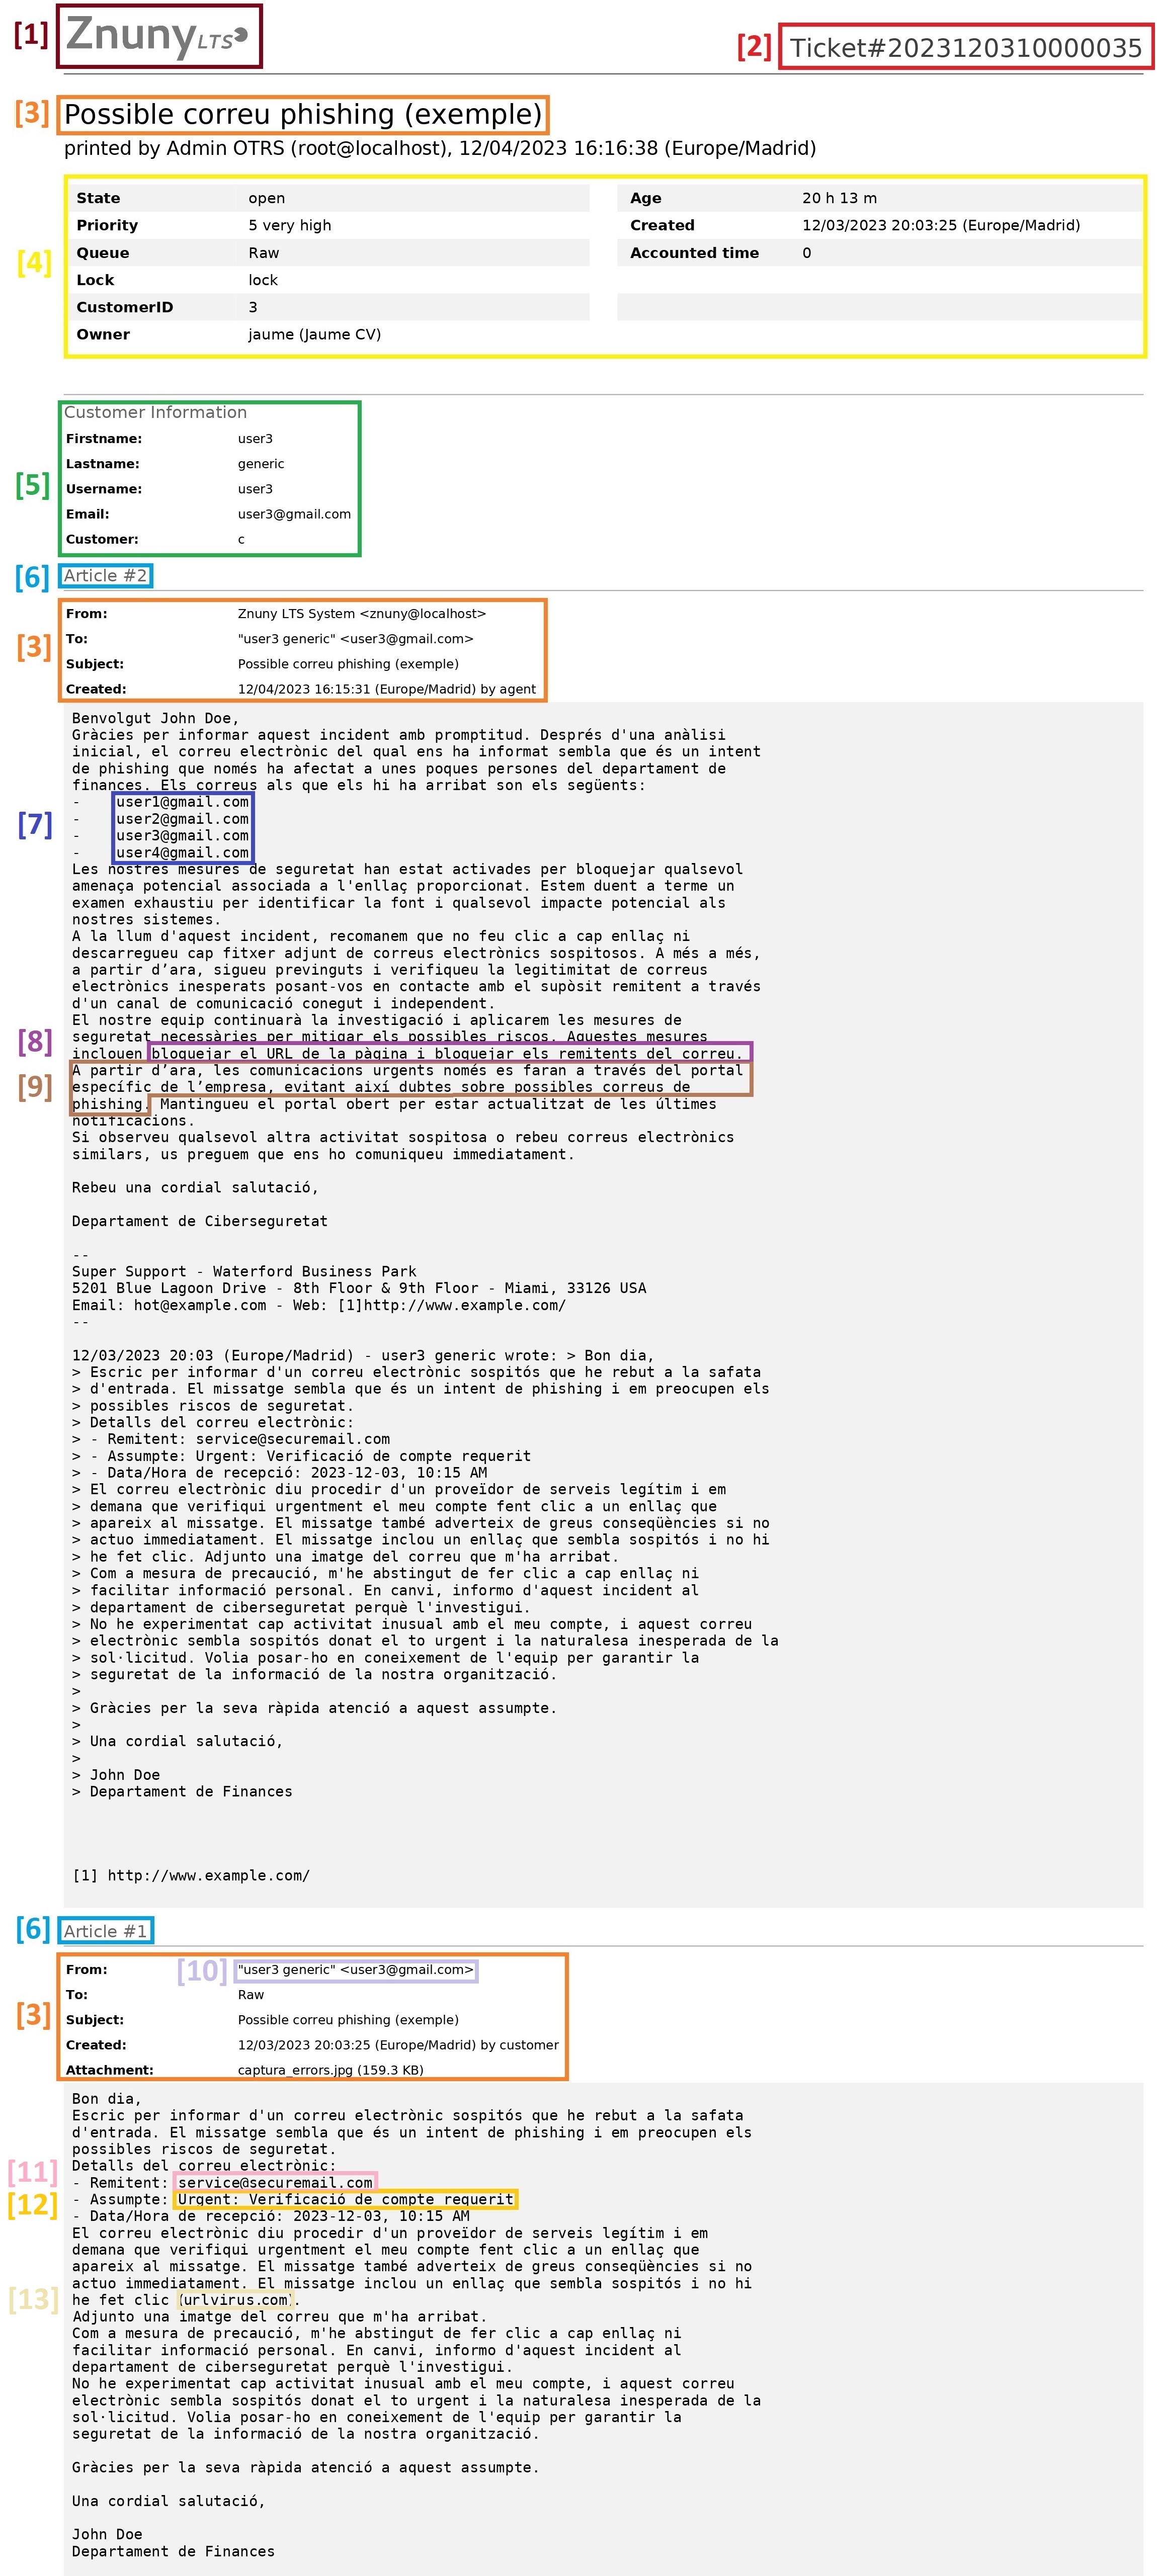 [1] Znuny LTS
[2] Ticket#2023120310000035
[3] Possible correu phishing (exemple)
printed by Admin OTRS (root@localhost), 12/04/2023 16:16:38 (Europe/Madrid)
[4]
State open Age 20 h 13 m
Priority 5 very high Created 12/03/2023 20:03:25 (Europe/Madrid)
Queue Raw Accounted time 0
Lock lock
CustomerID 3
Owner jaume (Jaume CV)
[5]
Customer Information
Firstname: user3
Lastname: generic
Username: user3
Email: user3@gmail.com
Customer: c
[6] Article #2
[3]
From: Znuny LTS System <znuny@localhost>
To: "user3 generic" <user3@gmail.com>
Subject: Possible correu phishing (exemple)
Created: 12/04/2023 16:15:31 (Europe/Madrid) by agent
Benvolgut John Doe,
Gràcies per informar aquest incident amb promptitud. Després d'una anàlisi
inicial, el correu electrònic del qual ens ha informat sembla que és un intent
de phishing que només ha afectat a unes poques persones del departament de
finances. Els correus als que els hi ha arribat son els següents:
[7]
- user1@gmail.com
- user2@gmail.com
- user3@gmail.com
- user4@gmail.com
Les nostres mesures de seguretat han estat activades per bloquejar qualsevol
amenaça potencial associada a l'enllaç proporcionat. Estem duent a terme un
examen exhaustiu per identificar la font i qualsevol impacte potencial als
nostres sistemes.
A la llum d'aquest incident, recomanem que no feu clic a cap enllaç ni
descarregueu cap fitxer adjunt de correus electrònics sospitosos. A més a més,
a partir d’ara, sigueu previnguts i verifiqueu la legitimitat de correus
electrònics inesperats posant-vos en contacte amb el supòsit remitent a través
d'un canal de comunicació conegut i independent.
El nostre equip continuarà la investigació i aplicarem les mesures de
seguretat necessàries per mitigar els possibles riscos. Aquestes mesures
[8] inclouen bloquejar el URL de la pàgina i bloquejar els remitents del correu.
[9] A partir d’ara, les comunicacions urgents només es faran a través del portal
específic de l’empresa, evitant així dubtes sobre possibles correus de
phishing. Mantingueu el portal obert per estar actualitzat de les últimes
notificacions.
Si observeu qualsevol altra activitat sospitosa o rebeu correus electrònics
similars, us preguem que ens ho comuniqueu immediatament.
Rebeu una cordial salutació,
Departament de Ciberseguretat
--
Super Support - Waterford Business Park
5201 Blue Lagoon Drive - 8th Floor & 9th Floor - Miami, 33126 USA
Email: hot@example.com - Web: [1]http://www.example.com/
--
12/03/2023 20:03 (Europe/Madrid) - user3 generic wrote: > Bon dia,
> Escric per informar d'un correu electrònic sospitós que he rebut a la safata
> d'entrada. El missatge sembla que és un intent de phishing i em preocupen els
> possibles riscos de seguretat.
> Detalls del correu electrònic:
> - Remitent: service@securemail.com
> - Assumpte: Urgent: Verificació de compte requerit
> - Data/Hora de recepció: 2023-12-03, 10:15 AM
> El correu electrònic diu procedir d'un proveïdor de serveis legítim i em
> demana que verifiqui urgentment el meu compte fent clic a un enllaç que
> apareix al missatge. El missatge també adverteix de greus conseqüències si no
> actuo immediatament. El missatge inclou un enllaç que sembla sospitós i no hi
> he fet clic. Adjunto una imatge del correu que m'ha arribat.
> Com a mesura de precaució, m'he abstingut de fer clic a cap enllaç ni
> facilitar informació personal. En canvi, informo d'aquest incident al
> departament de ciberseguretat perquè l'investigui.
> No he experimentat cap activitat inusual amb el meu compte, i aquest correu
> electrònic sembla sospitós donat el to urgent i la naturalesa inesperada de la
> sol·licitud. Volia posar-ho en coneixement de l'equip per garantir la
> seguretat de la informació de la nostra organització.
>
> Gràcies per la seva ràpida atenció a aquest assumpte.
>
> Una cordial salutació,
>
> John Doe
> Departament de Finances
[1] http://www.example.com/
[6] Article #1
[3]
From: [10] "user3 generic" <user3@gmail.com>
To: Raw
Subject: Possible correu phishing (exemple)
Created: 12/03/2023 20:03:25 (Europe/Madrid) by customer
Attachment: captura_errors.jpg (159.3 KB)
Bon dia,
Escric per informar d'un correu electrònic sospitós que he rebut a la safata
d'entrada. El missatge sembla que és un intent de phishing i em preocupen els
possibles riscos de seguretat.
Detalls del correu electrònic:
[11] - Remitent: service@securemail.com
[12] - Assumpte: Urgent: Verificació de compte requerit
- Data/Hora de recepció: 2023-12-03, 10:15 AM
El correu electrònic diu procedir d'un proveïdor de serveis legítim i em
demana que verifiqui urgentment el meu compte fent clic a un enllaç que
apareix al missatge. El missatge també adverteix de greus conseqüències si no
actuo immediatament. El missatge inclou un enllaç que sembla sospitós i no hi
[13] he fet clic (urlvirus.com).
Adjunto una imatge del correu que m'ha arribat.
Com a mesura de precaució, m'he abstingut de fer clic a cap enllaç ni
facilitar informació personal. En canvi, informo d'aquest incident al
departament de ciberseguretat perquè l'investigui.
No he experimentat cap activitat inusual amb el meu compte, i aquest correu
electrònic sembla sospitós donat el to urgent i la naturalesa inesperada de la
sol·licitud. Volia posar-ho en coneixement de l'equip per garantir la
seguretat de la informació de la nostra organització.
Gràcies per la seva ràpida atenció a aquest assumpte.
Una cordial salutació,
John Doe
Departament de Finances